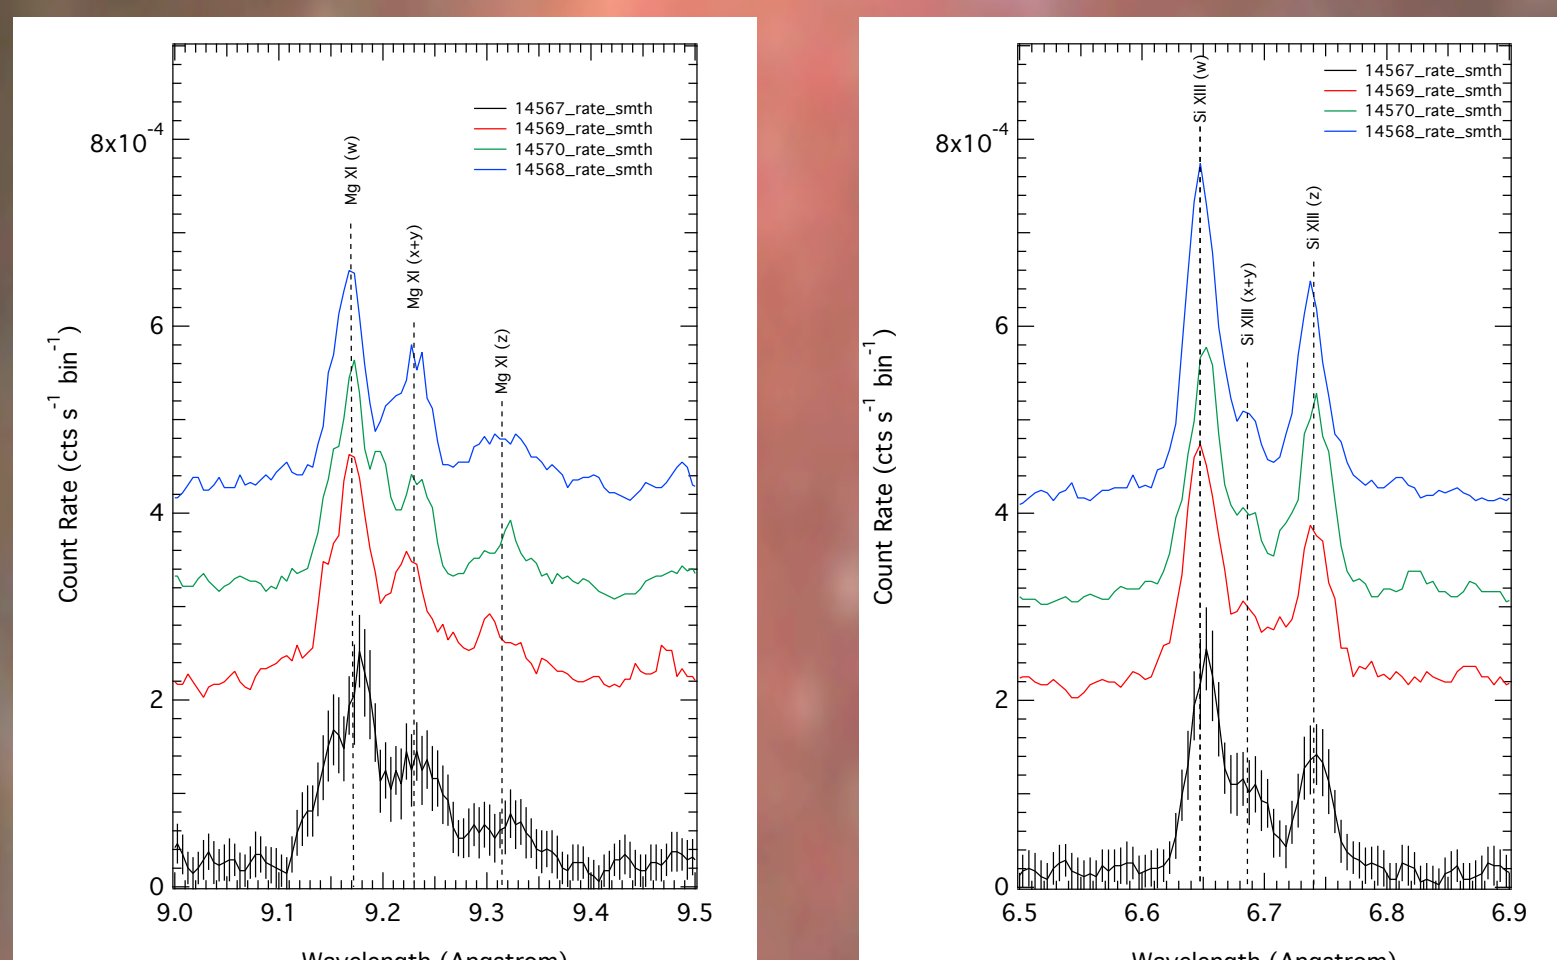 14567_rate_smth
14569_rate_smth
14570_rate_smth
14568_rate_smth
Mg XI (w)
Mg XI (x+y)
Mg XI (z)
8x10^-4
6
4
2
0
Count Rate (cts s^-1 bin^-1)
9.0 9.1 9.2 9.3 9.4 9.5
Wavelength (Angstrom)
14567_rate_smth
14569_rate_smth
14570_rate_smth
14568_rate_smth
Si XIII (w)
Si XIII (x+y)
Si XIII (z)
8x10^-4
6
4
2
0
Count Rate (cts s^-1 bin^-1)
6.5 6.6 6.7 6.8 6.9
Wavelength (Angstrom)